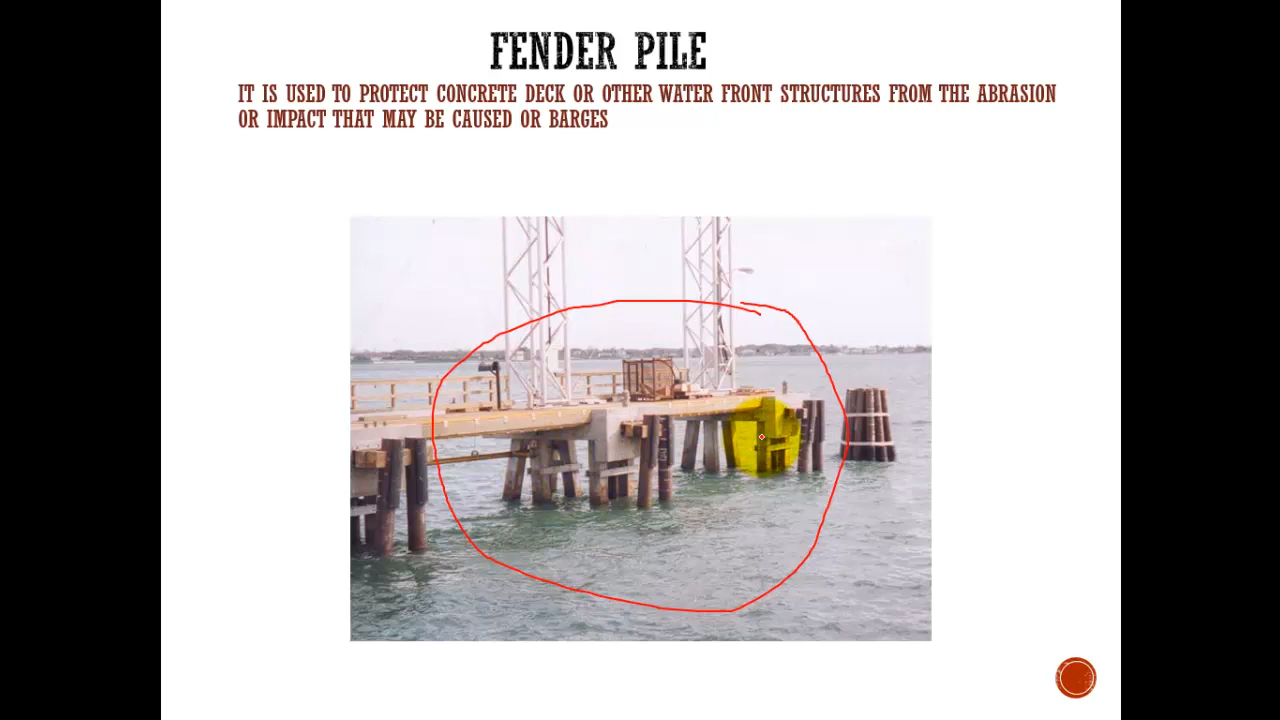 FENDER PILE
IT IS USED TO PROTECT CONCRETE DECK OR OTHER WATER FRONT STRUCTURES FROM THE ABRASION
OR IMPACT THAT MAY BE CAUSED OR BARGES